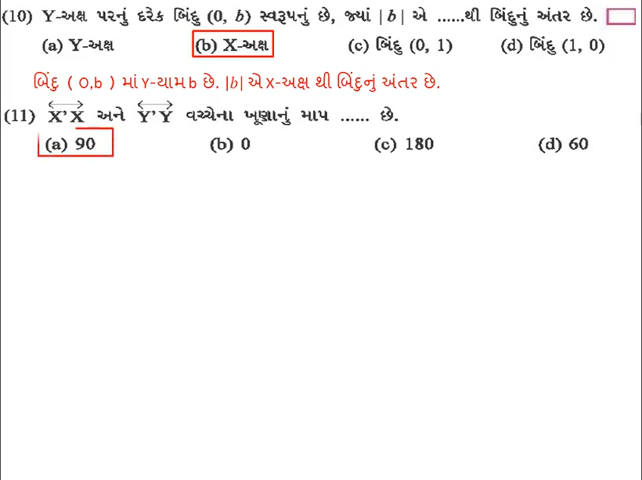 (10) Y-અક્ષ પરનું દરેક બિંદુ (0, b) સ્વરૂપનું છે, જ્યાં | b | એ ......થી બિંદુનું અંતર છે.
(a) Y-અક્ષ (b) X-અક્ષ (c) બિંદુ (0, 1) (d) બિંદુ (1, 0)
બિંદુ ( 0,b ) માં Y-યામ b છે. |b| એ X-અક્ષ થી બિંદુનું અંતર છે.
(11) X'X અને Y'Y વચ્ચેના ખૂણાનું માપ ...... છે.
(a) 90 (b) 0 (c) 180 (d) 60